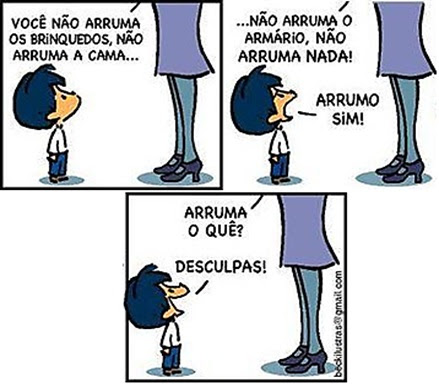 VOCÊ NÃO ARRUMA
OS BRINQUEDOS, NÃO
ARRUMA A CAMA...
...NÃO ARRUMA O
ARMÁRIO, NÃO
ARRUMA NADA!
ARRUMO
SIM!
ARRUMA
O QUÊ?
DESCULPAS!
beckilustras@gmail.com